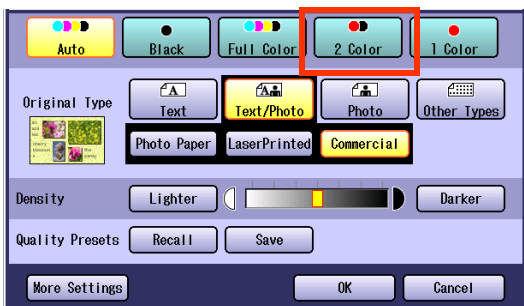 Auto
Black
Full Color
2 Color
1 Color
Original Type
Text
Text/Photo
Photo
Other Types
Photo Paper
LaserPrinted
Commercial
Density
Lighter
Darker
Quality Presets
Recall
Save
More Settings
OK
Cancel